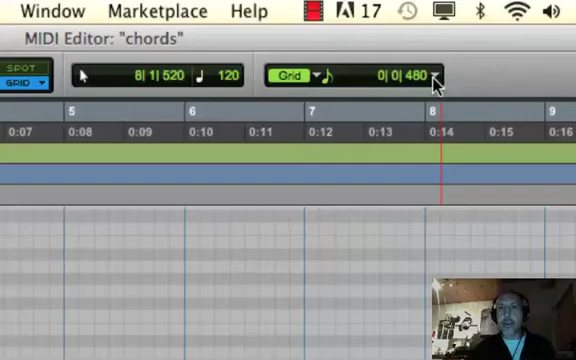 Window Marketplace Help 17
MIDI Editor: "chords"
SPOT
GRID
8| 1| 520 120
Grid 0| 0| 480
5 6 7 8 9
0:07 0:08 0:09 0:10 0:11 0:12 0:13 0:14 0:15 0:16